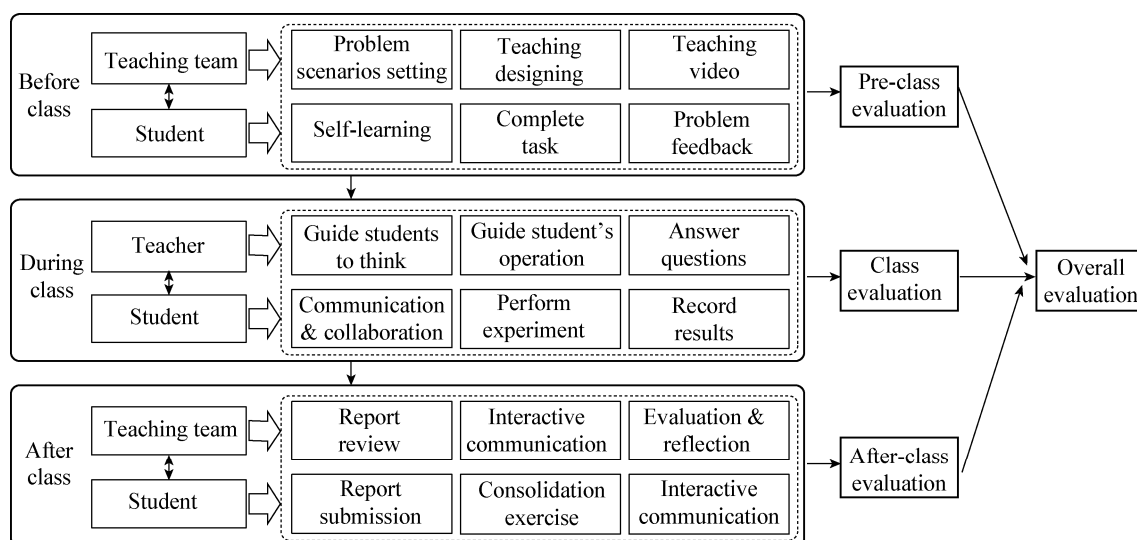 Before
class
Teaching team
Student
Problem
scenarios setting
Teaching
designing
Teaching
video
Self-learning
Complete
task
Problem
feedback
Pre-class
evaluation
During
class
Teacher
Student
Guide students
to think
Guide student's
operation
Answer
questions
Communication
& collaboration
Perform
experiment
Record
results
Class
evaluation
Overall
evaluation
After
class
Teaching team
Student
Report
review
Interactive
communication
Evaluation &
reflection
Report
submission
Consolidation
exercise
Interactive
communication
After-class
evaluation